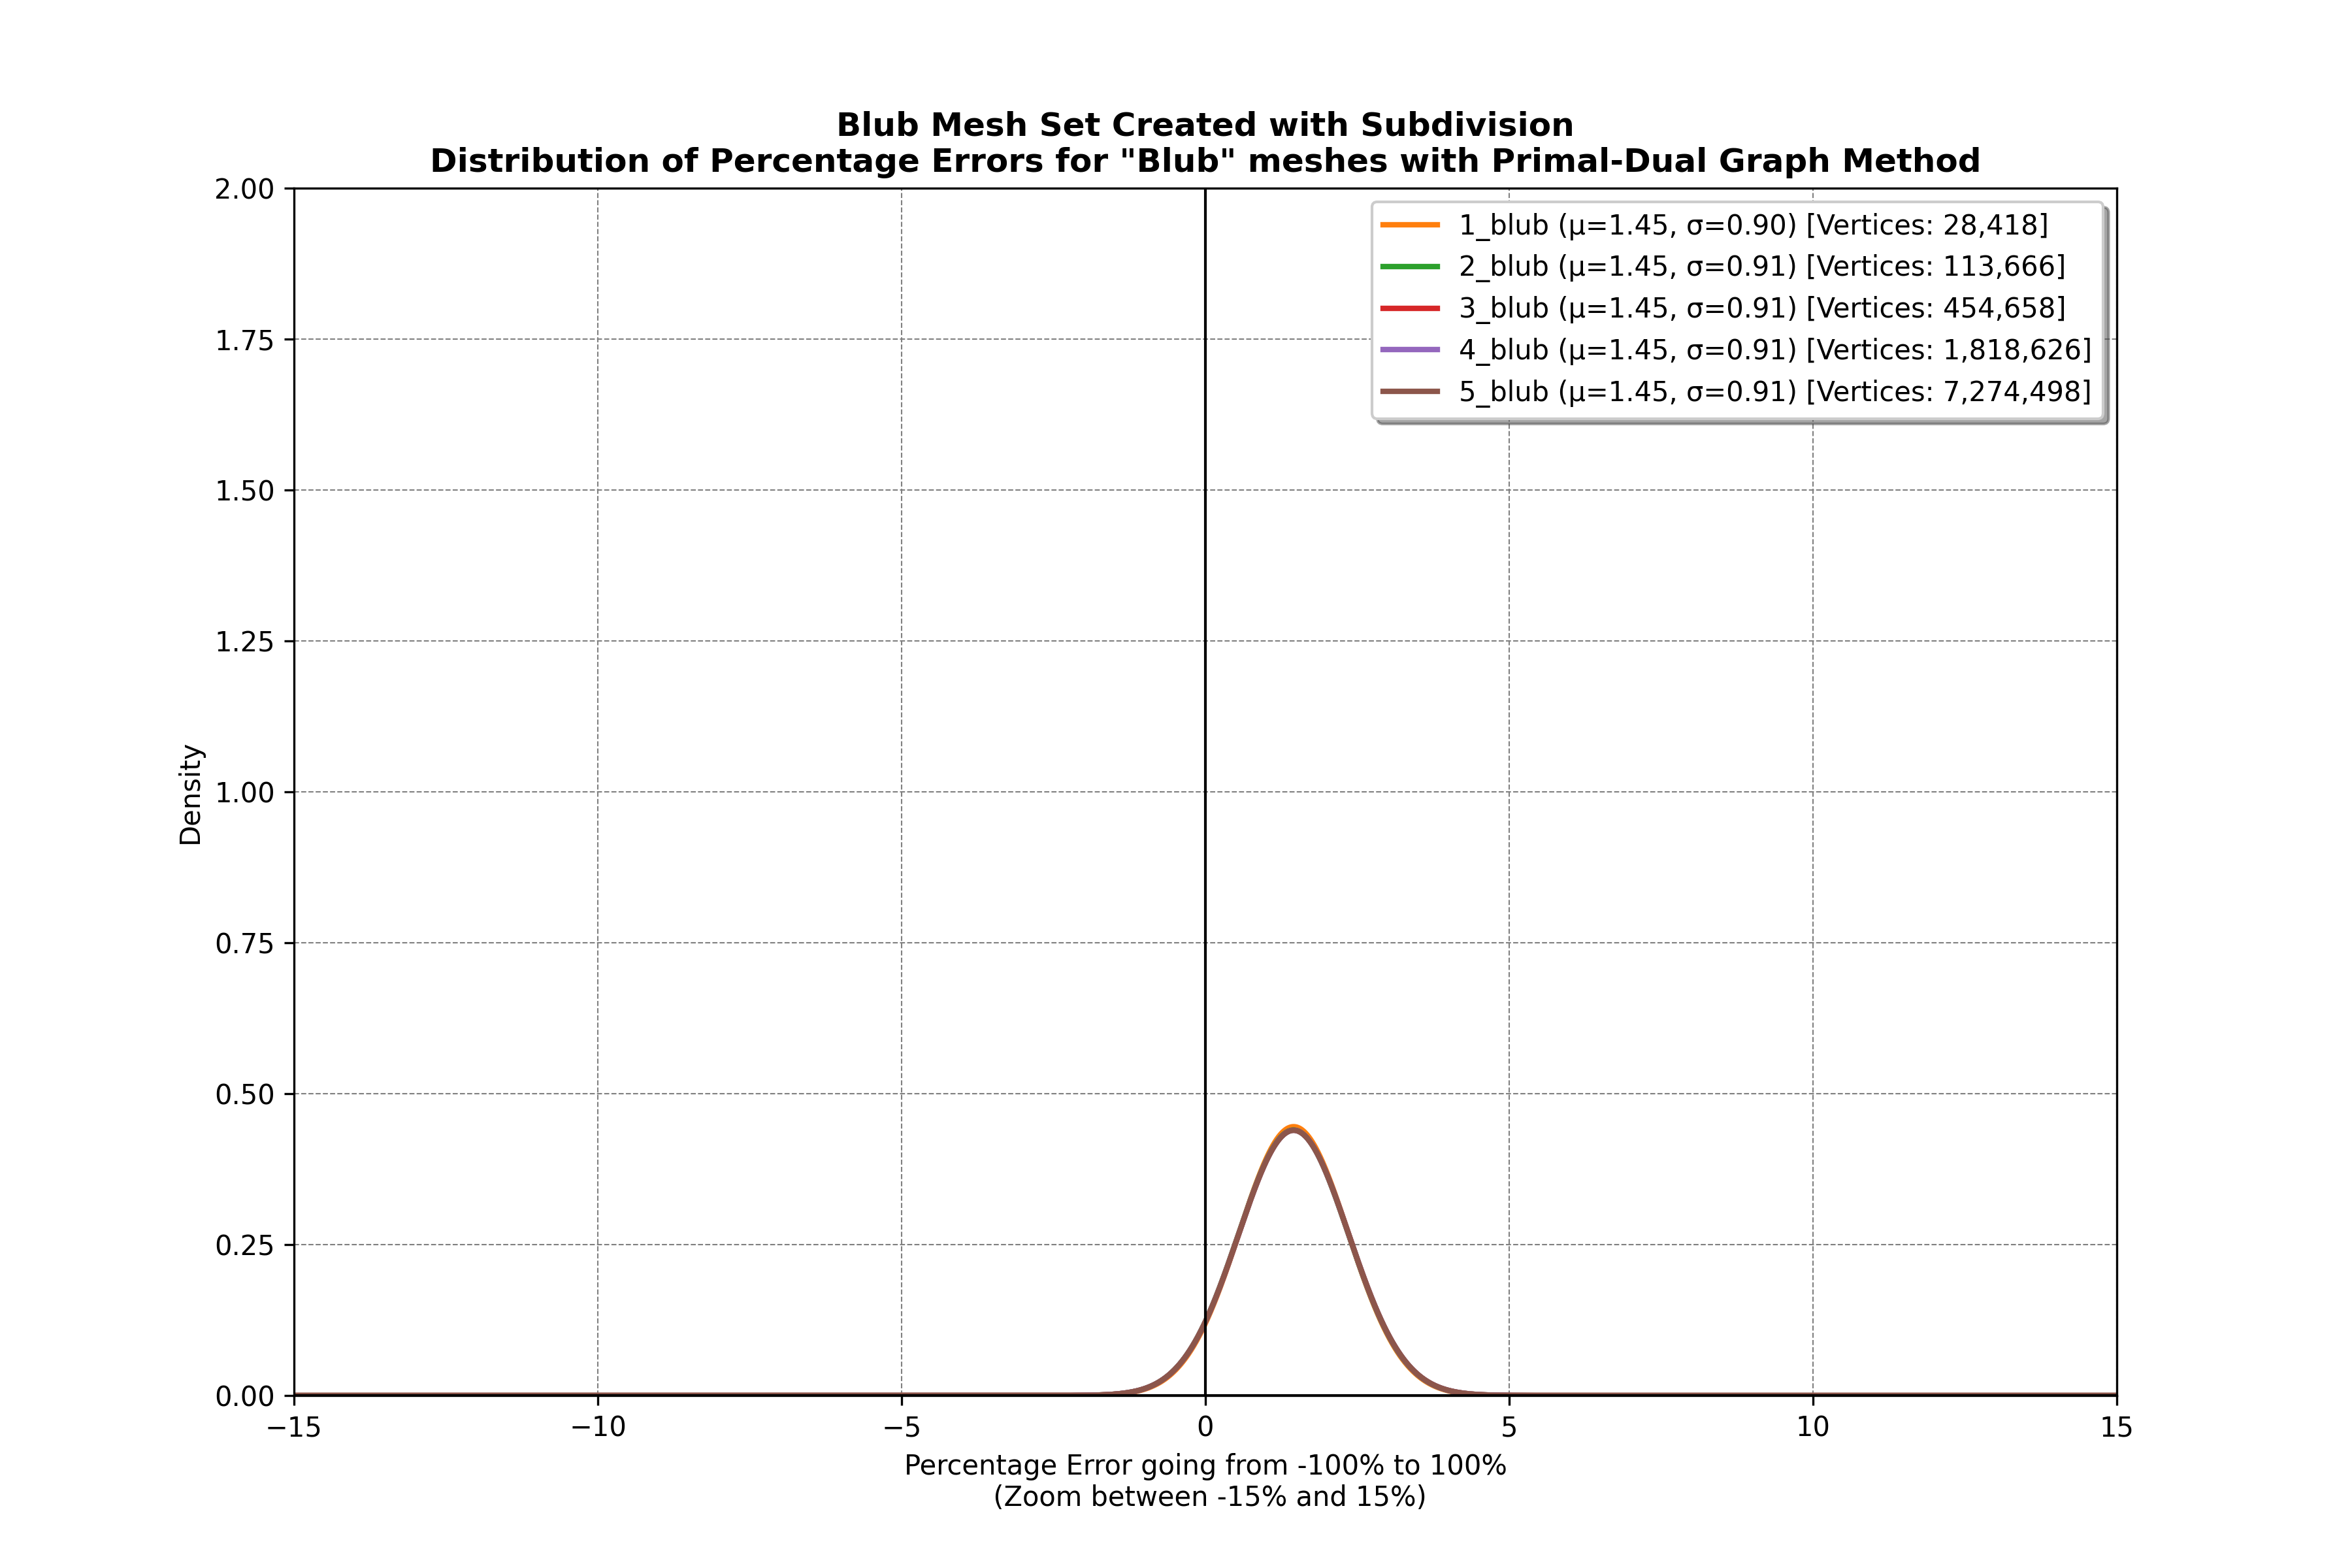 Blub Mesh Set Created with Subdivision
Distribution of Percentage Errors for "Blub" meshes with Primal-Dual Graph Method
2.00
1.75
1.50
1.25
1.00
0.75
0.50
0.25
0.00
Density
1_blub (μ=1.45, σ=0.90) [Vertices: 28,418]
2_blub (μ=1.45, σ=0.91) [Vertices: 113,666]
3_blub (μ=1.45, σ=0.91) [Vertices: 454,658]
4_blub (μ=1.45, σ=0.91) [Vertices: 1,818,626]
5_blub (μ=1.45, σ=0.91) [Vertices: 7,274,498]
−15 −10 −5 0 5 10 15
Percentage Error going from -100% to 100%
(Zoom between -15% and 15%)